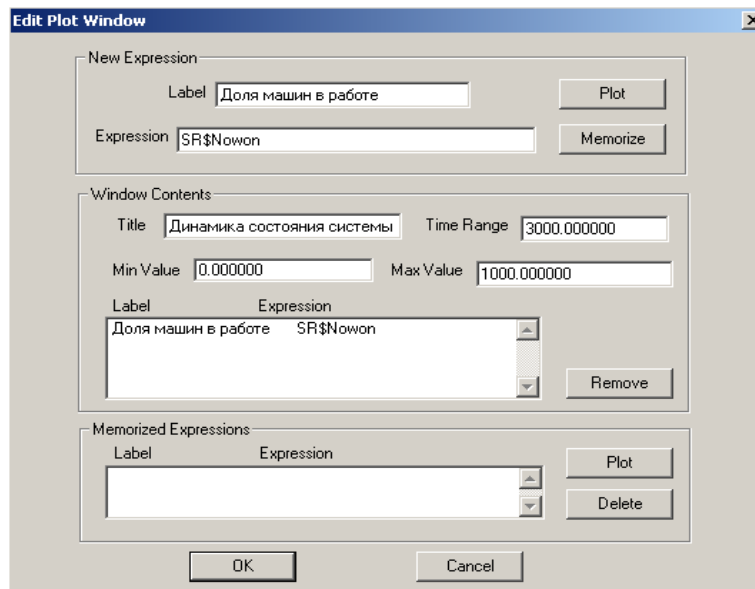 Edit Plot Window
New Expression
Label Доля машин в работе Plot
Expression SR$Nowon Memorize
Window Contents
Title Динамика состояния системы Time Range 3000.000000
Min Value 0.000000 Max Value 1000.000000
Label Expression
Доля машин в работе SR$Nowon
Remove
Memorized Expressions
Label Expression
Plot
Delete
OK Cancel